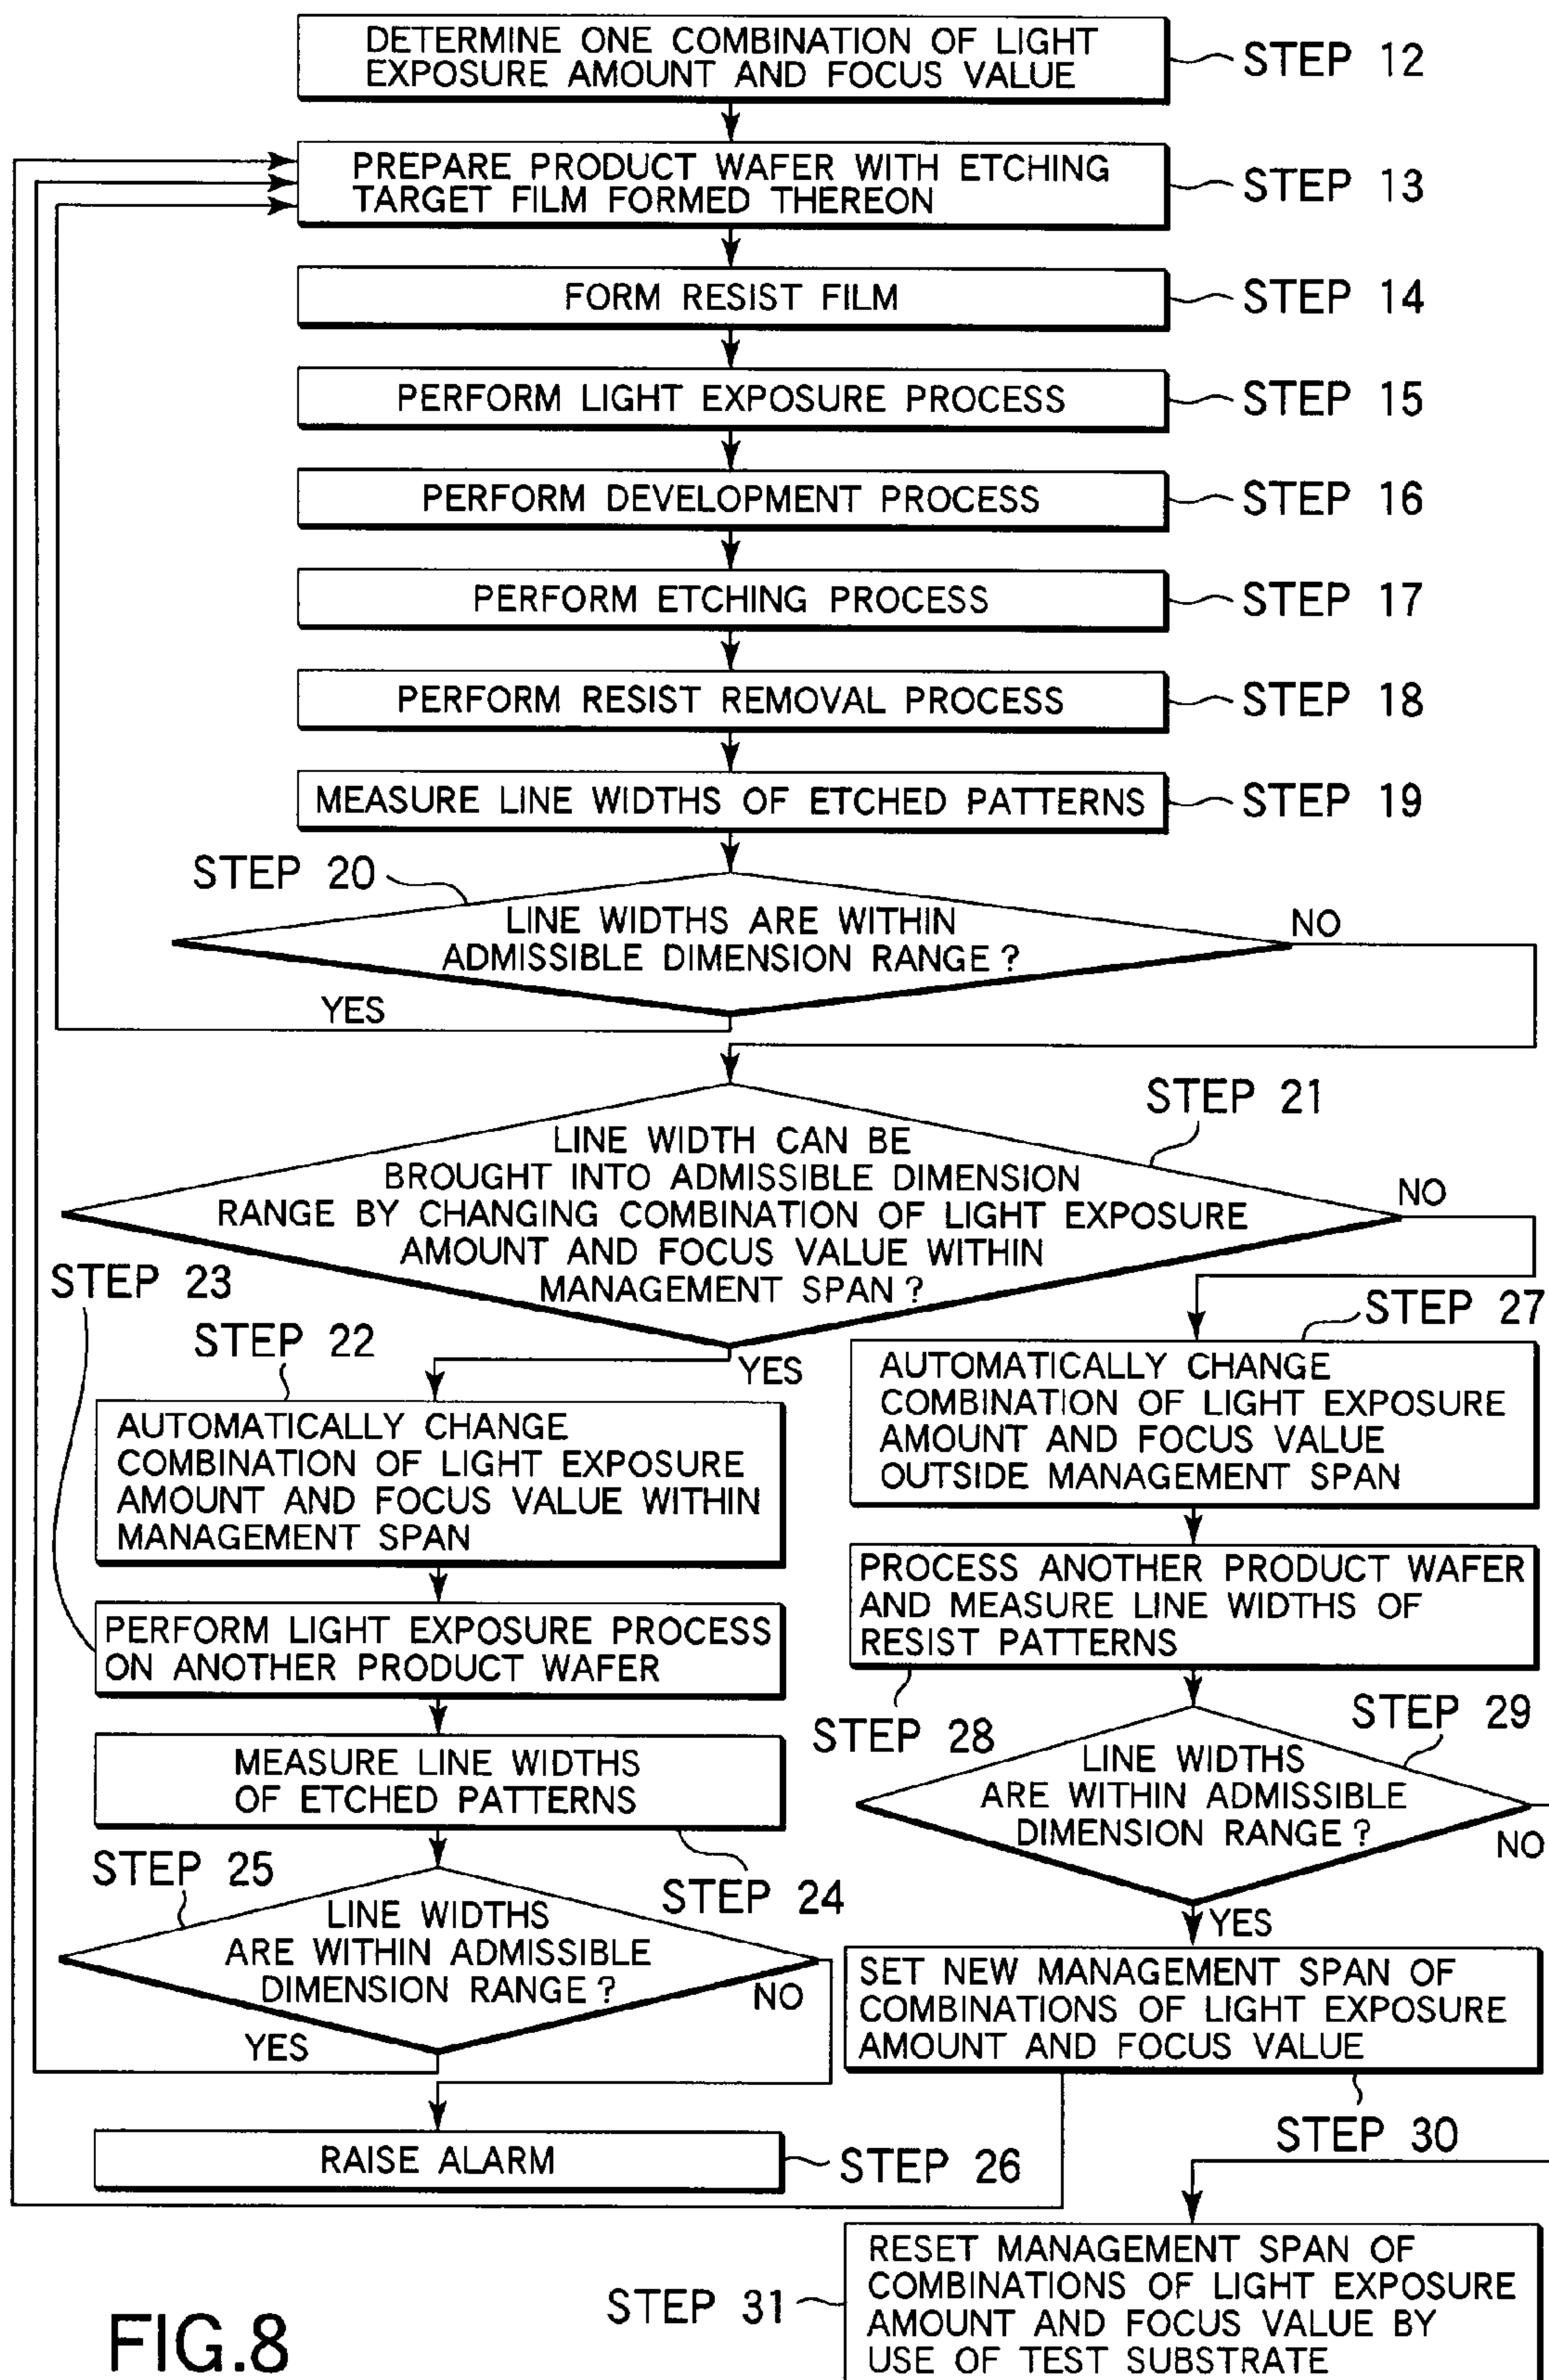 DETERMINE ONE COMBINATION OF LIGHT
EXPOSURE AMOUNT AND FOCUS VALUE
STEP 12
PREPARE PRODUCT WAFER WITH ETCHING
TARGET FILM FORMED THEREON
STEP 13
FORM RESIST FILM
STEP 14
PERFORM LIGHT EXPOSURE PROCESS
STEP 15
PERFORM DEVELOPMENT PROCESS
STEP 16
PERFORM ETCHING PROCESS
STEP 17
PERFORM RESIST REMOVAL PROCESS
STEP 18
MEASURE LINE WIDTHS OF ETCHED PATTERNS
STEP 19
STEP 20
LINE WIDTHS ARE WITHIN
ADMISSIBLE DIMENSION RANGE?
NO
YES
STEP 21
LINE WIDTH CAN BE
BROUGHT INTO ADMISSIBLE DIMENSION
RANGE BY CHANGING COMBINATION OF LIGHT EXPOSURE
AMOUNT AND FOCUS VALUE WITHIN
MANAGEMENT SPAN?
NO
YES
STEP 23
STEP 22
AUTOMATICALLY CHANGE
COMBINATION OF LIGHT EXPOSURE
AMOUNT AND FOCUS VALUE WITHIN
MANAGEMENT SPAN
PERFORM LIGHT EXPOSURE PROCESS
ON ANOTHER PRODUCT WAFER
MEASURE LINE WIDTHS
OF ETCHED PATTERNS
STEP 24
STEP 25
LINE WIDTHS
ARE WITHIN ADMISSIBLE
DIMENSION RANGE?
NO
YES
RAISE ALARM
STEP 26
STEP 27
AUTOMATICALLY CHANGE
COMBINATION OF LIGHT EXPOSURE
AMOUNT AND FOCUS VALUE
OUTSIDE MANAGEMENT SPAN
PROCESS ANOTHER PRODUCT WAFER
AND MEASURE LINE WIDTHS OF
RESIST PATTERNS
STEP 28
STEP 29
LINE WIDTHS
ARE WITHIN ADMISSIBLE
DIMENSION RANGE?
NO
YES
SET NEW MANAGEMENT SPAN OF
COMBINATIONS OF LIGHT EXPOSURE
AMOUNT AND FOCUS VALUE
STEP 30
RESET MANAGEMENT SPAN OF
COMBINATIONS OF LIGHT EXPOSURE
AMOUNT AND FOCUS VALUE BY
USE OF TEST SUBSTRATE
STEP 31
FIG.8